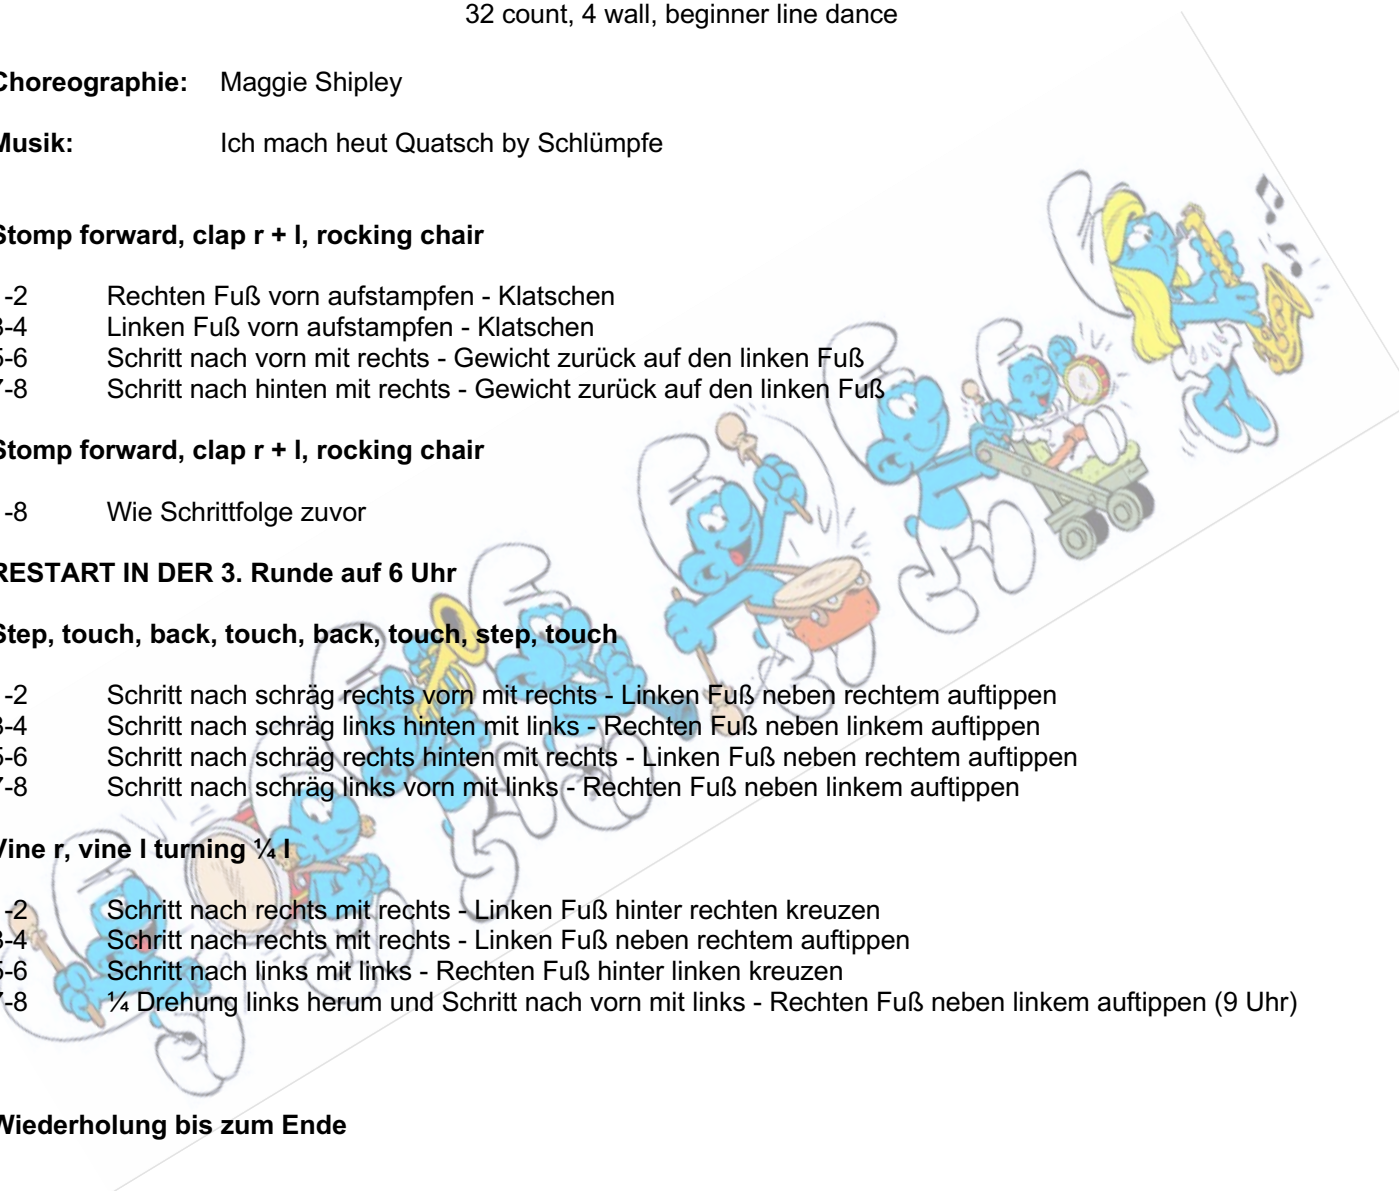 32 count, 4 wall, beginner line dance
Choreographie: Maggie Shipley
Musik: Ich mach heut Quatsch by Schlümpfe
Stomp forward, clap r + l, rocking chair
-2 Rechten Fuß vorn aufstampfen - Klatschen
3-4 Linken Fuß vorn aufstampfen - Klatschen
5-6 Schritt nach vorn mit rechts - Gewicht zurück auf den linken Fuß
7-8 Schritt nach hinten mit rechts - Gewicht zurück auf den linken Fuß
Stomp forward, clap r + l, rocking chair
-8 Wie Schrittfolge zuvor
RESTART IN DER 3. Runde auf 6 Uhr
Step, touch, back, touch, back, touch, step, touch
-2 Schritt nach schräg rechts vorn mit rechts - Linken Fuß neben rechtem auftippen
3-4 Schritt nach schräg links hinten mit links - Rechten Fuß neben linkem auftippen
5-6 Schritt nach schräg rechts hinten mit rechts - Linken Fuß neben rechtem auftippen
7-8 Schritt nach schräg links vorn mit links - Rechten Fuß neben linkem auftippen
Vine r, vine l turning ¼ l
-2 Schritt nach rechts mit rechts - Linken Fuß hinter rechten kreuzen
3-4 Schritt nach rechts mit rechts - Linken Fuß neben rechtem auftippen
5-6 Schritt nach links mit links - Rechten Fuß hinter linken kreuzen
7-8 ¼ Drehung links herum und Schritt nach vorn mit links - Rechten Fuß neben linkem auftippen (9 Uhr)
Wiederholung bis zum Ende